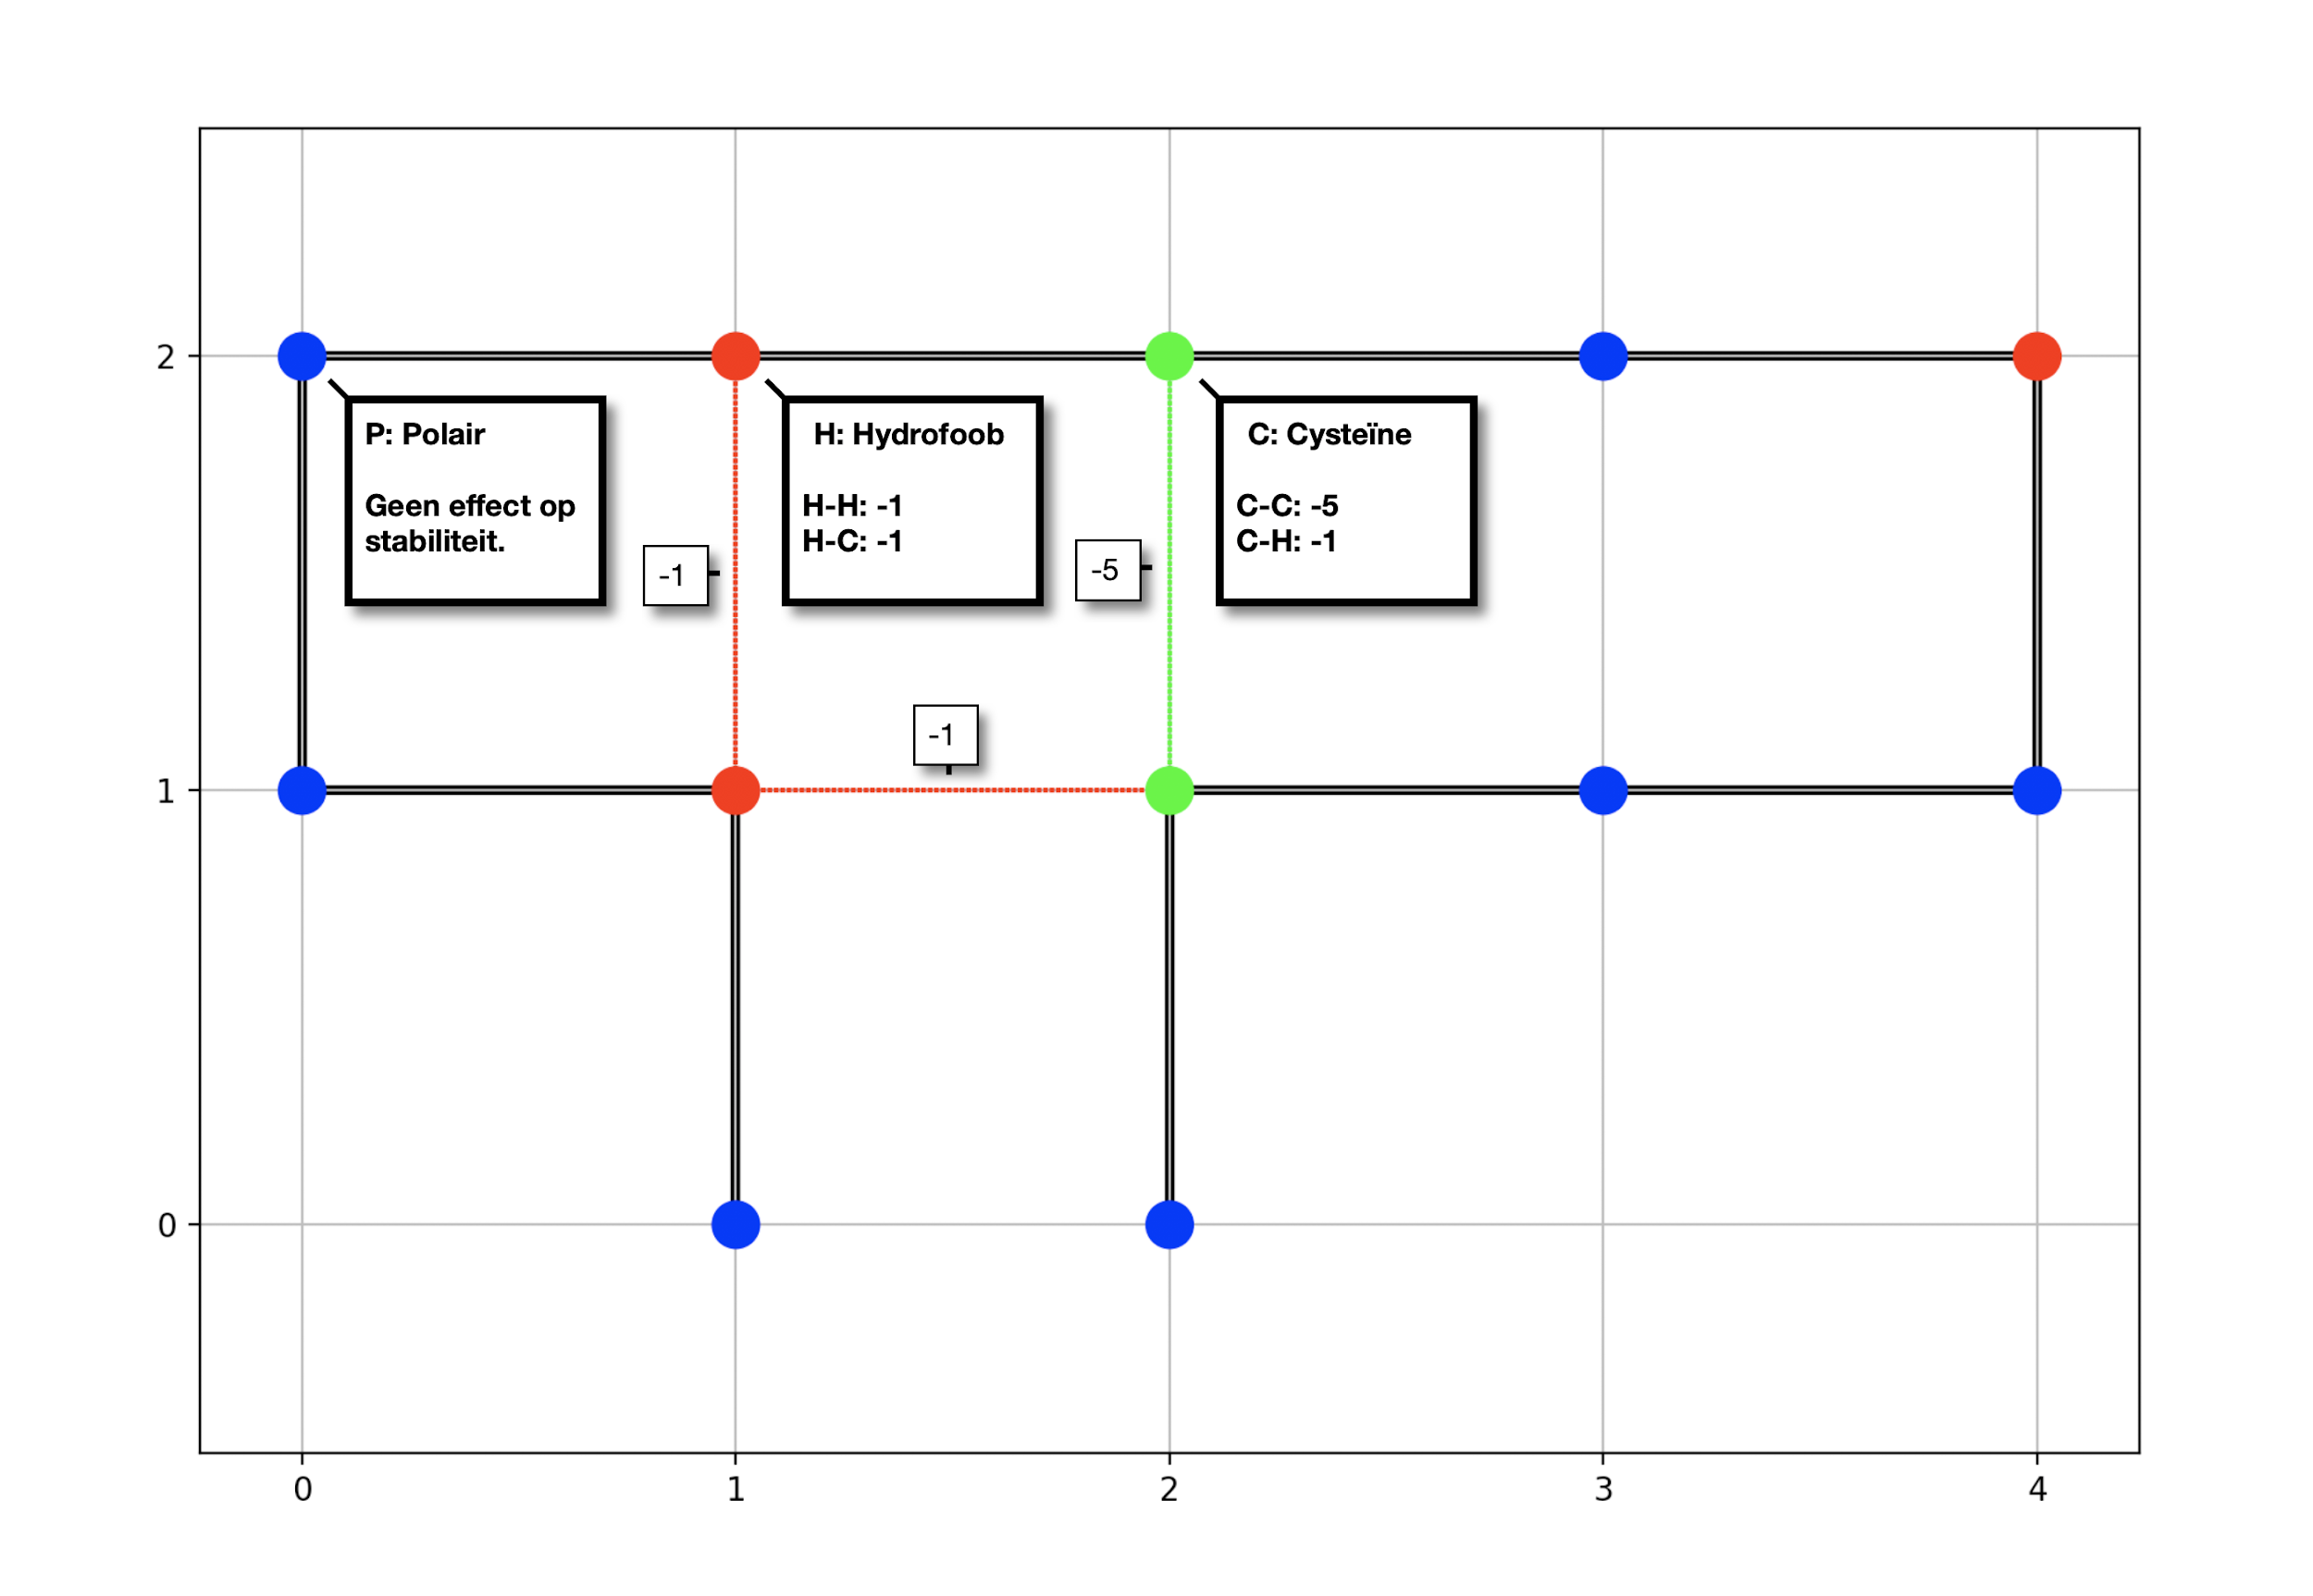 2
P: Polair
Geen effect op
stabiliteit.
H: Hydrofoob
H-H: -1
H-C: -1
C: Cysteïne
C-C: -5
C-H: -1
-1
-5
-1
1
0
0 1 2 3 4